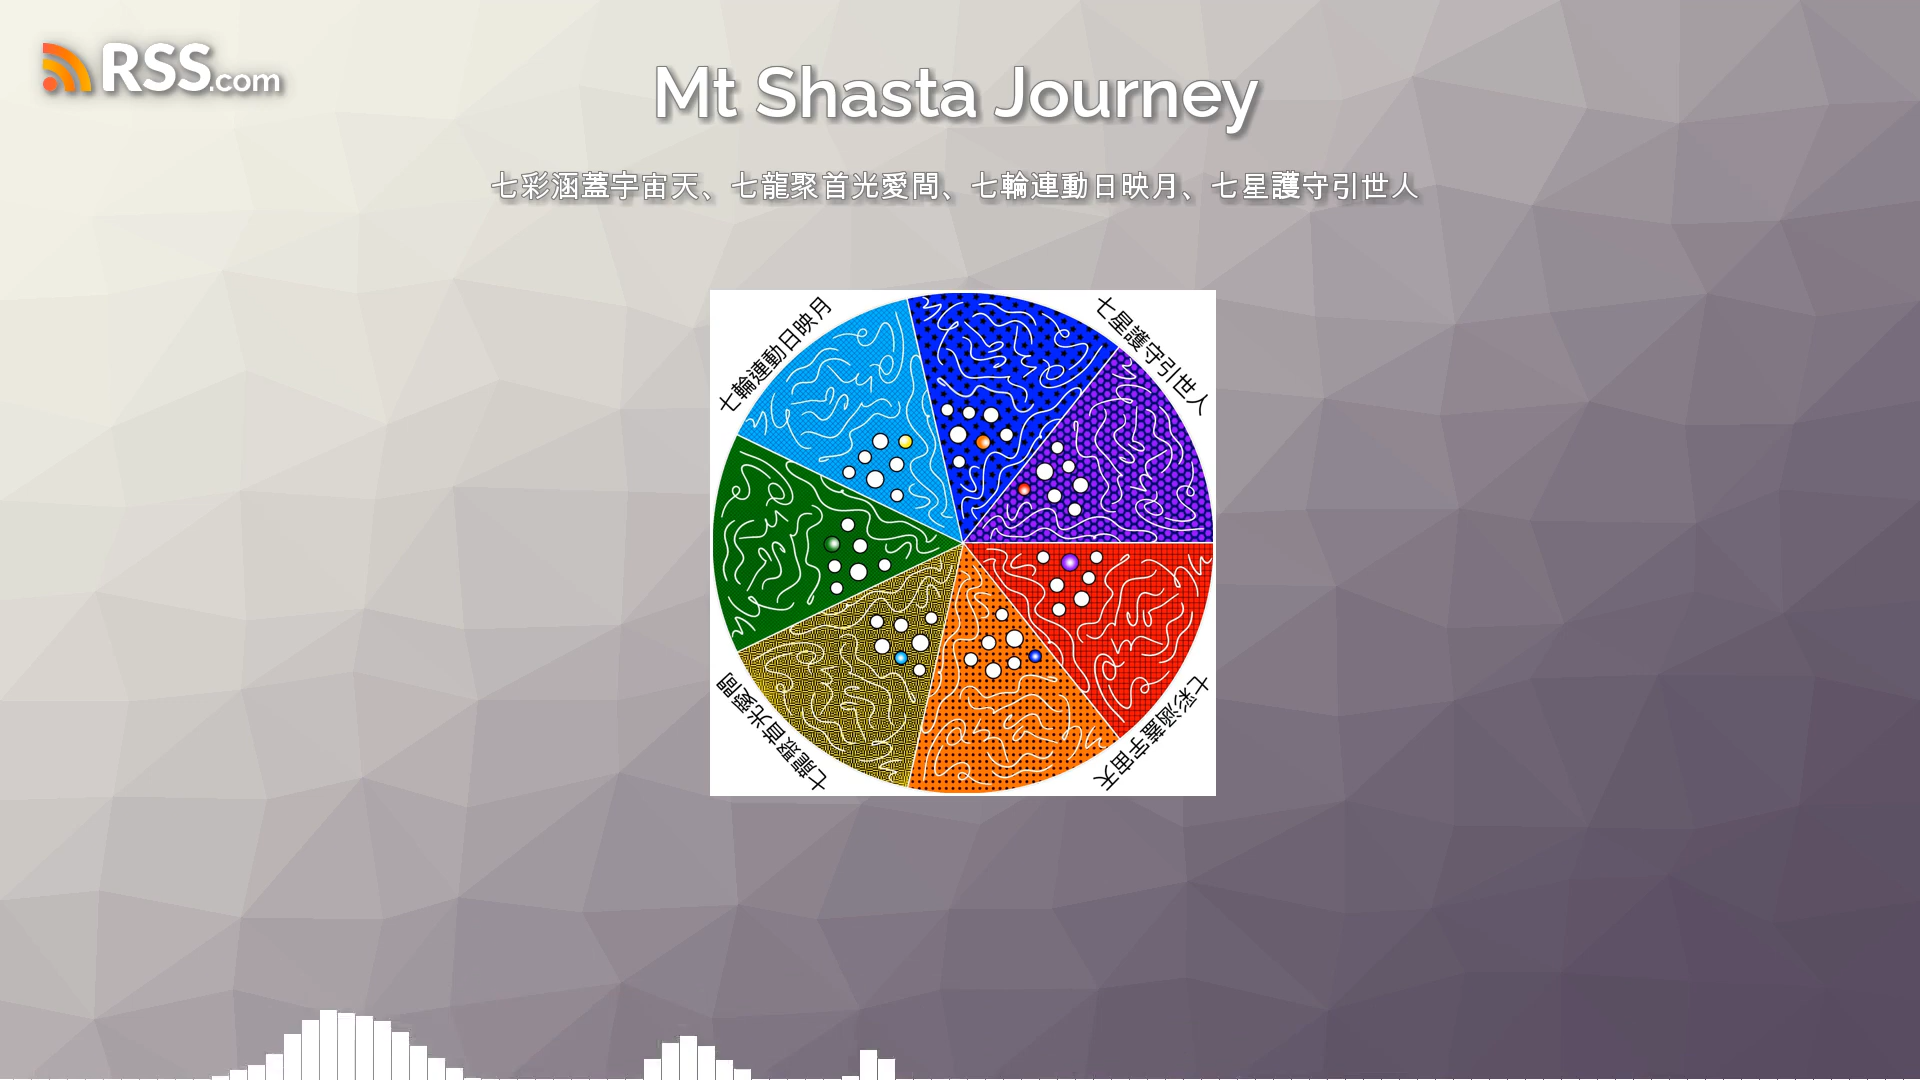 RSS.com
Mt Shasta Journey
七彩涵蓋宇宙天、七龍聚首光愛間、七輪連動日映月、七星護守引世人
七輪連動日映月
七星護守引世人
七龍聚首光愛間
七彩涵蓋宇宙天